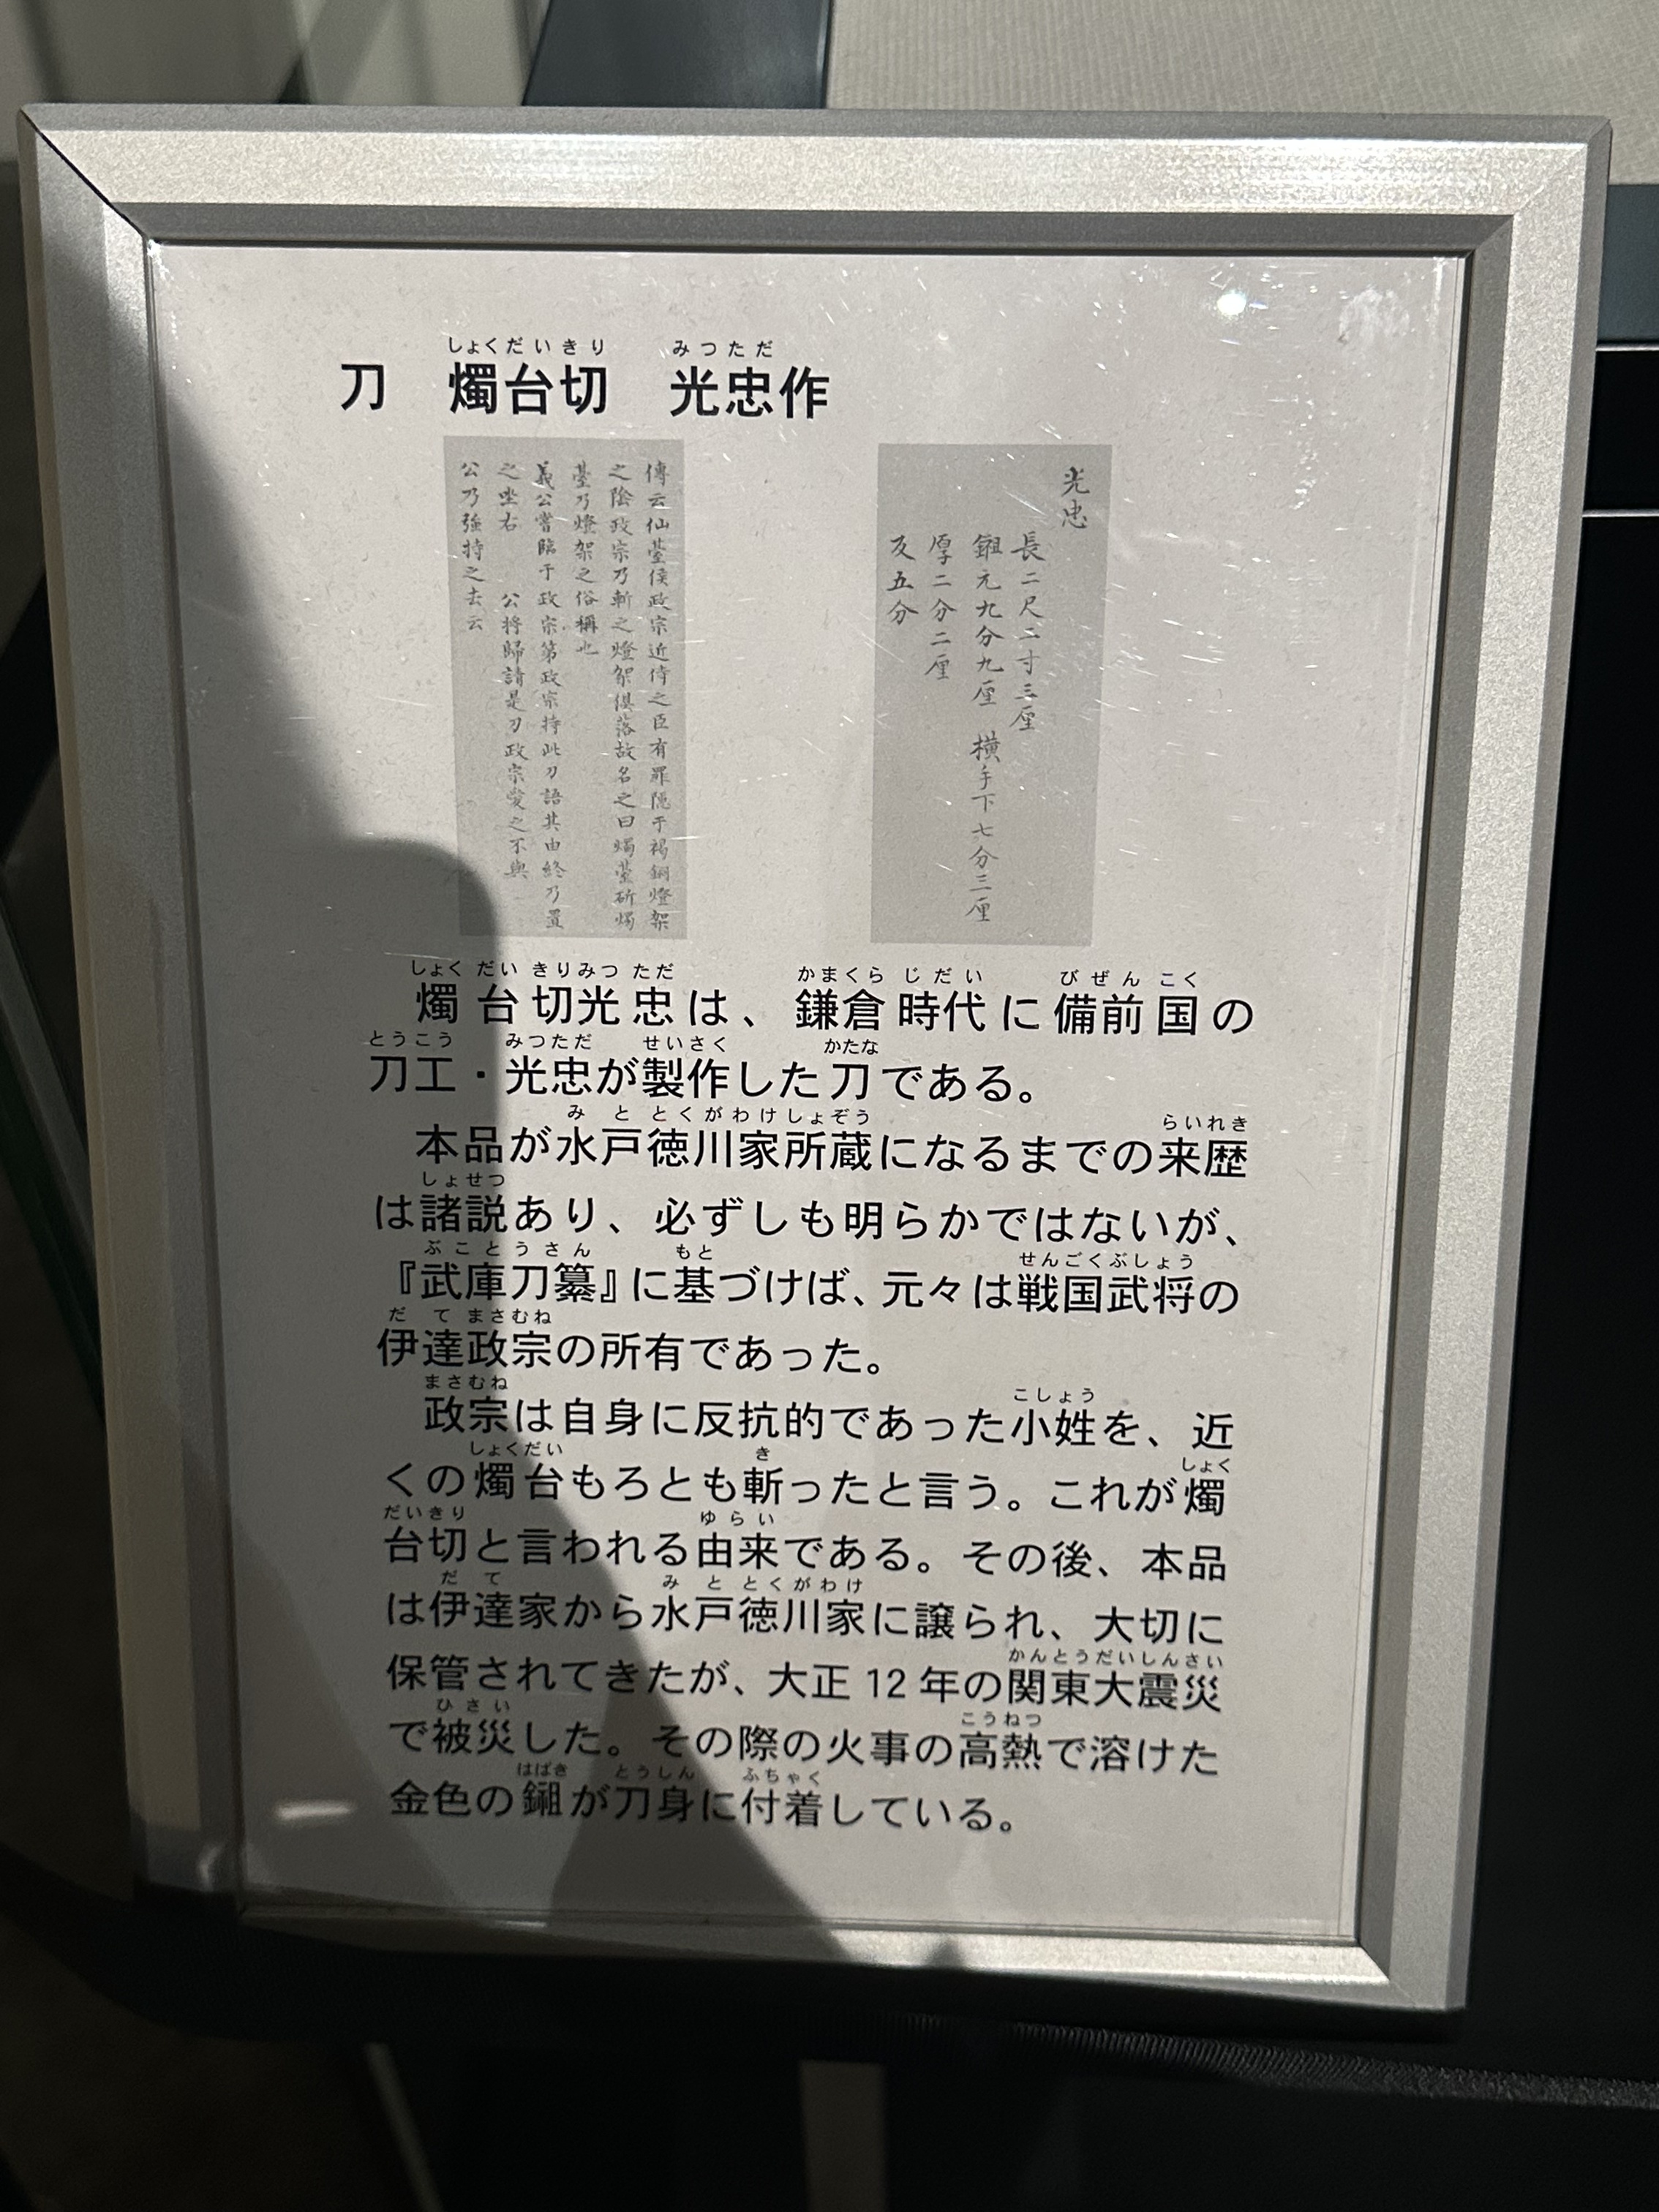 しょくだいきり みつただ
刀 燭台切 光忠作
光忠
長二尺二寸三厘
鎺元九分九厘 横手下七分三厘
厚二分二厘
反五分
傳云仙臺侯政宗近侍之臣有罪隠于褐銅燈架
之陰政宗乃斬之燈架倶落故名之曰燭臺斫燭
臺乃燈架之俗稱也
義公嘗臨于政宗第政宗持此刀語其由終乃置
之坐右 公将歸請是刀政宗愛之不與
公乃強持之去云
しょく だい きりみつ ただ かまくら じだい びぜん こく
燭台切光忠は、鎌倉時代に備前国の
とうこう みつただ せいさく かたな
刀工・光忠が製作した刀である。
み と とくがわけしょぞう らいれき
本品が水戸徳川家所蔵になるまでの来歴
しょせつ
は諸説あり、必ずしも明らかではないが、
ぶことうさん もと せんごくぶしょう
『武庫刀纂』に基づけば、元々は戦国武将の
だ て まさむね
伊達政宗の所有であった。
まさむね こしょう
政宗は自身に反抗的であった小姓を、近
しょくだい き しょく
くの燭台もろとも斬ったと言う。これが燭
だいきり ゆらい
台切と言われる由来である。その後、本品
だ て み と とくがわけ
は伊達家から水戸徳川家に譲られ、大切に
かんとうだいしんさい
保管されてきたが、大正12年の関東大震災
ひさい こうねつ
で被災した。その際の火事の高熱で溶けた
はばき とうしん ふちゃく
金色の鎺が刀身に付着している。